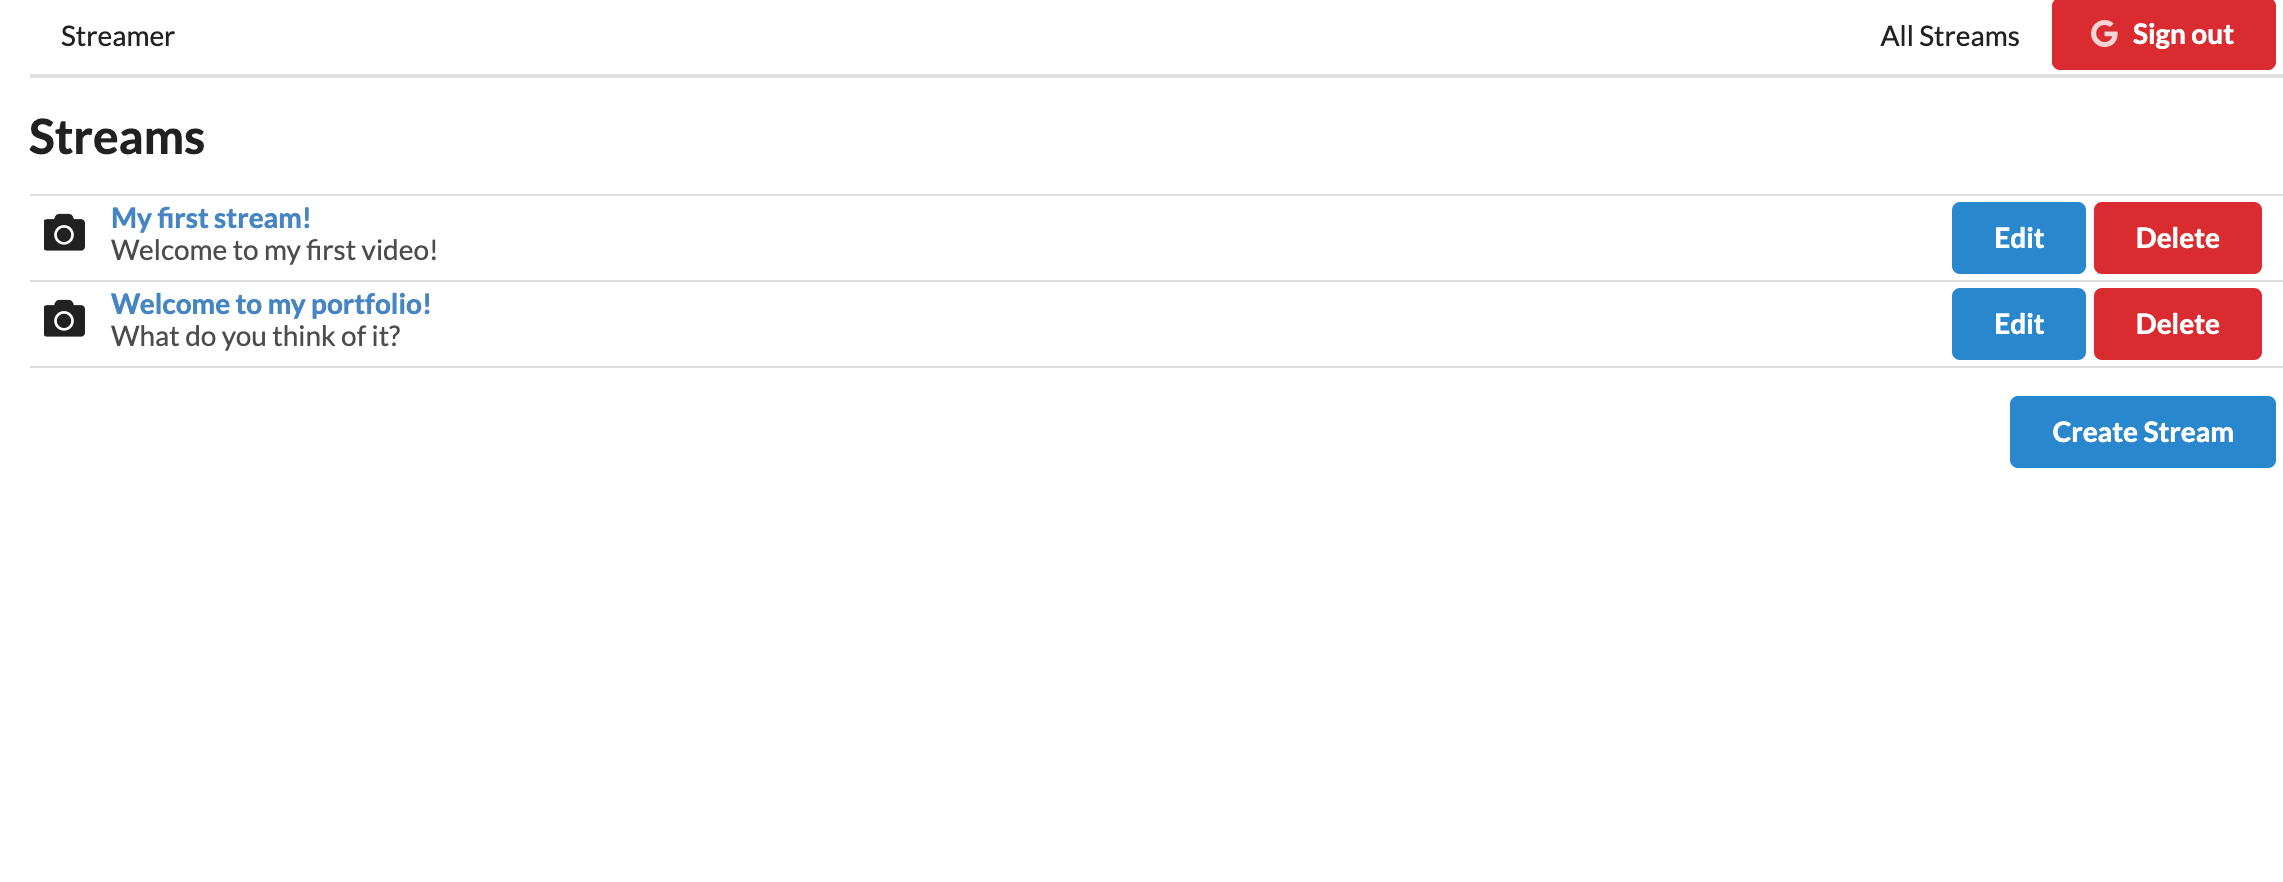 Streamer All Streams Sign out
Streams
My first stream!
Welcome to my first video!
Edit Delete
Welcome to my portfolio!
What do you think of it?
Edit Delete
Create Stream